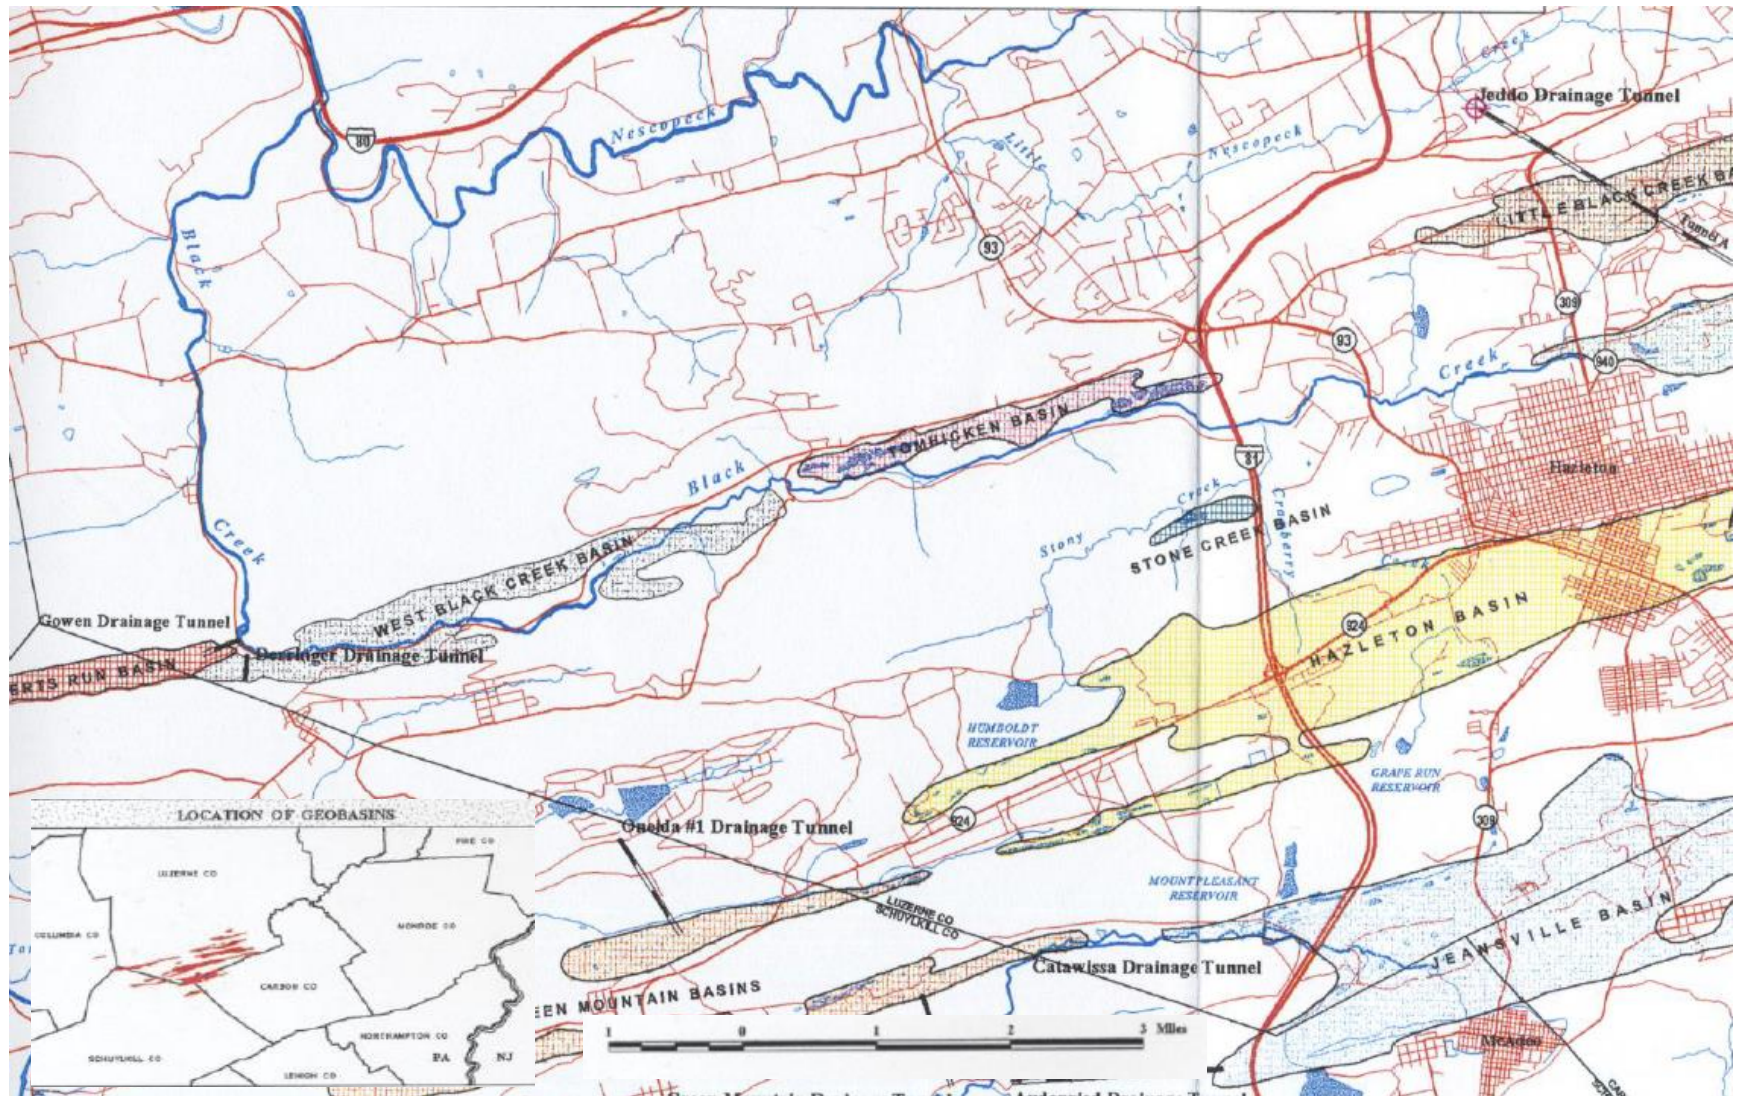 Creek
Jeddo Drainage Tunnel
Nescopeck
80
Little
Nescopeck
LITTLE BLACK CREEK BA
Tunnel A
Black
93
309
93
940
Creek
TOMHICKEN BASIN
Hazleton
Black
81
Creek
Stony
STONE CREEK BASIN
Cranberry
Creek
Creek
WEST BLACK CREEK BASIN
HAZLETON BASIN
924
Gowen Drainage Tunnel
Derringer Drainage Tunnel
ERTS RUN BASIN
HUMBOLDT
RESERVOIR
GRAPE RUN
RESERVOIR
924
309
LOCATION OF GEOBASINS
PIKE CO
LUZERNE CO
MONROE CO
COLUMBIA CO
CARBON CO
NORTHAMPTON CO
SCHUYLKILL CO
LEHIGH CO
PA
NJ
Oneida #1 Drainage Tunnel
LUZERNE CO
SCHUYLKILL CO
MOUNT PLEASANT
RESERVOIR
JEANSVILLE BASIN
Catawissa Drainage Tunnel
EEN MOUNTAIN BASINS
1 0 1 2 3 Miles
McAdoo